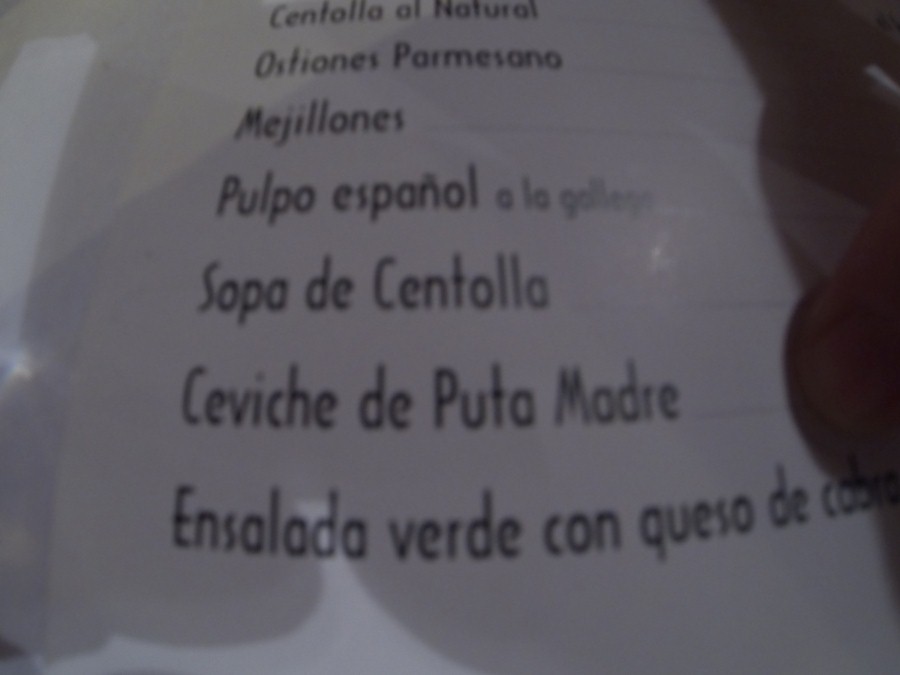 Centolla al Natural
Ostiones Parmesano
Mejillones
Pulpo español a la gallega
Sopa de Centolla
Ceviche de Puta Madre
Ensalada verde con queso de cabra